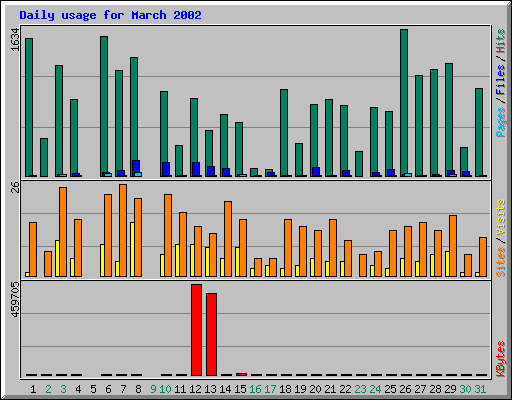 Daily usage for March 2002
1634
Pages / Files / Hits
26
Sites / Visits
459705
KBytes
1 2 3 4 5 6 7 8 9 10 11 12 13 14 15 16 17 18 19 20 21 22 23 24 25 26 27 28 29 30 31